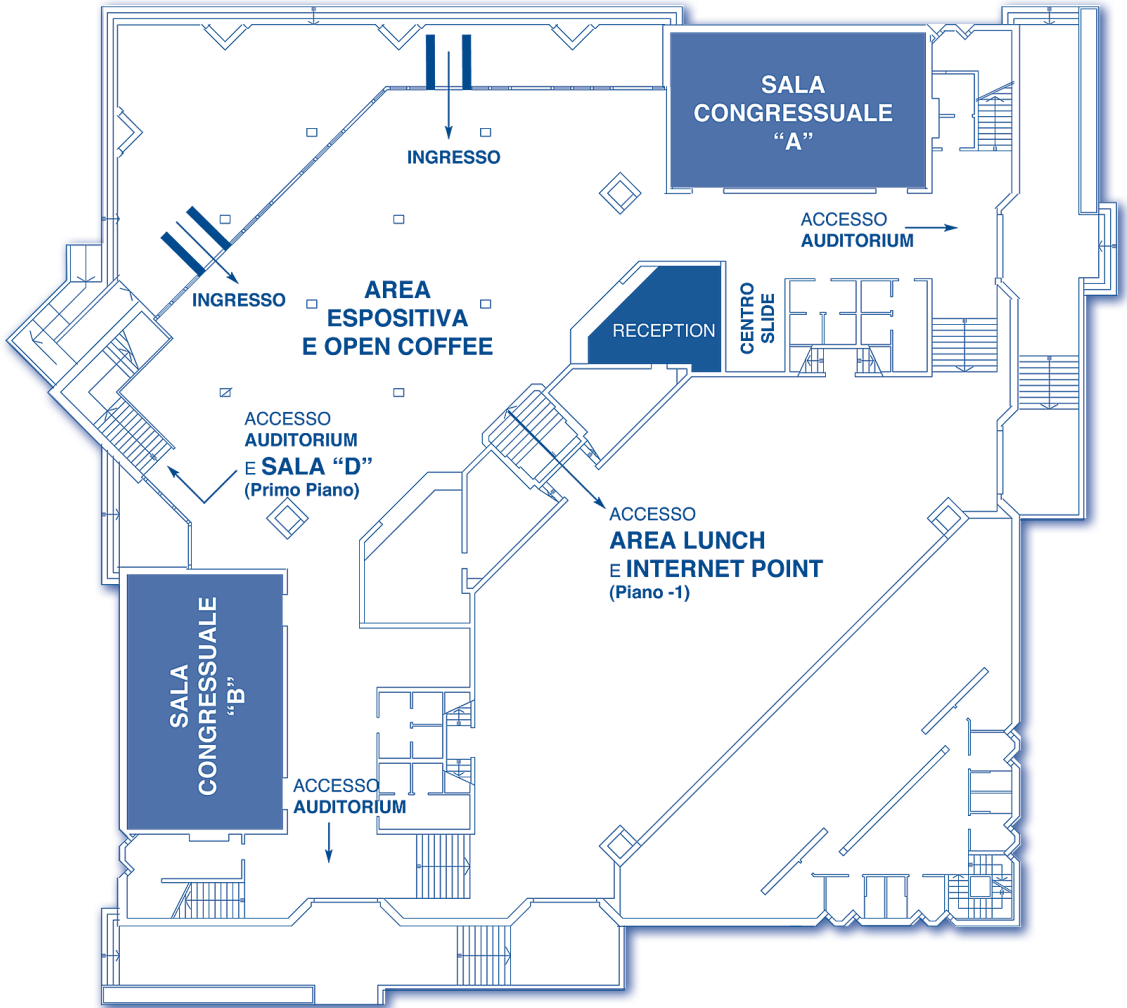 SALA
CONGRESSUALE
“A”
INGRESSO
ACCESSO
AUDITORIUM
INGRESSO
AREA
ESPOSITIVA
E OPEN COFFEE
RECEPTION
CENTRO
SLIDE
ACCESSO
AUDITORIUM
E SALA “D”
(Primo Piano)
ACCESSO
AREA LUNCH
E INTERNET POINT
(Piano -1)
SALA
CONGRESSUALE
“B”
ACCESSO
AUDITORIUM